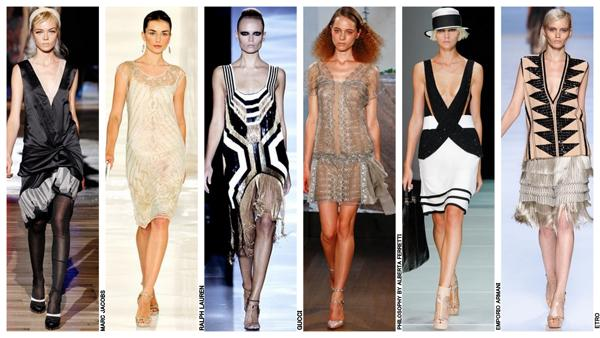 MARC JACOBS
RALPH LAUREN
GUCCI
PHILOSOPHY BY ALBERTA FERRETTI
EMPORIO ARMANI
ETRO